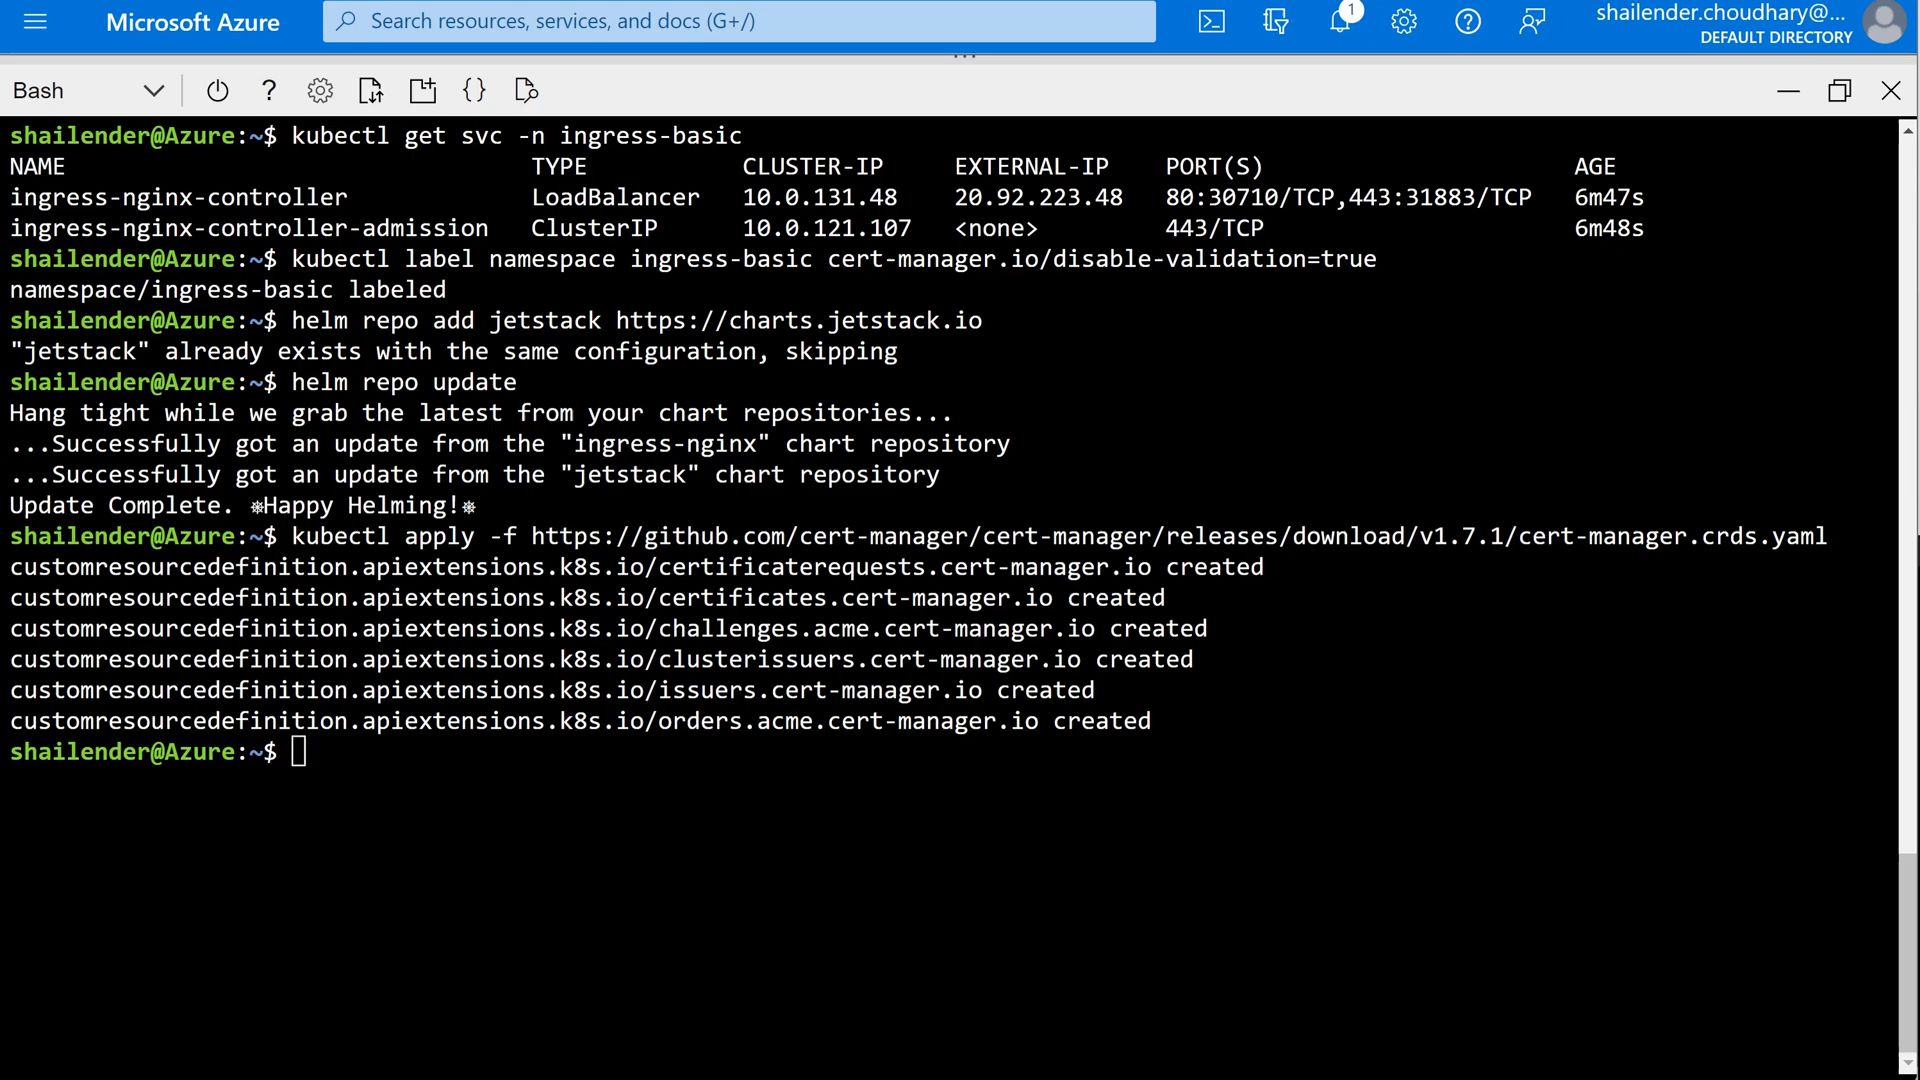 Microsoft Azure
Search resources, services, and docs (G+/)
1
shailender.choudhary@...
DEFAULT DIRECTORY
Bash
shailender@Azure:~$ kubectl get svc -n ingress-basic
NAME TYPE CLUSTER-IP EXTERNAL-IP PORT(S) AGE
ingress-nginx-controller LoadBalancer 10.0.131.48 20.92.223.48 80:30710/TCP,443:31883/TCP 6m47s
ingress-nginx-controller-admission ClusterIP 10.0.121.107 <none> 443/TCP 6m48s
shailender@Azure:~$ kubectl label namespace ingress-basic cert-manager.io/disable-validation=true
namespace/ingress-basic labeled
shailender@Azure:~$ helm repo add jetstack https://charts.jetstack.io
"jetstack" already exists with the same configuration, skipping
shailender@Azure:~$ helm repo update
Hang tight while we grab the latest from your chart repositories...
...Successfully got an update from the "ingress-nginx" chart repository
...Successfully got an update from the "jetstack" chart repository
Update Complete. ⎈Happy Helming!⎈
shailender@Azure:~$ kubectl apply -f https://github.com/cert-manager/cert-manager/releases/download/v1.7.1/cert-manager.crds.yaml
customresourcedefinition.apiextensions.k8s.io/certificaterequests.cert-manager.io created
customresourcedefinition.apiextensions.k8s.io/certificates.cert-manager.io created
customresourcedefinition.apiextensions.k8s.io/challenges.acme.cert-manager.io created
customresourcedefinition.apiextensions.k8s.io/clusterissuers.cert-manager.io created
customresourcedefinition.apiextensions.k8s.io/issuers.cert-manager.io created
customresourcedefinition.apiextensions.k8s.io/orders.acme.cert-manager.io created
shailender@Azure:~$